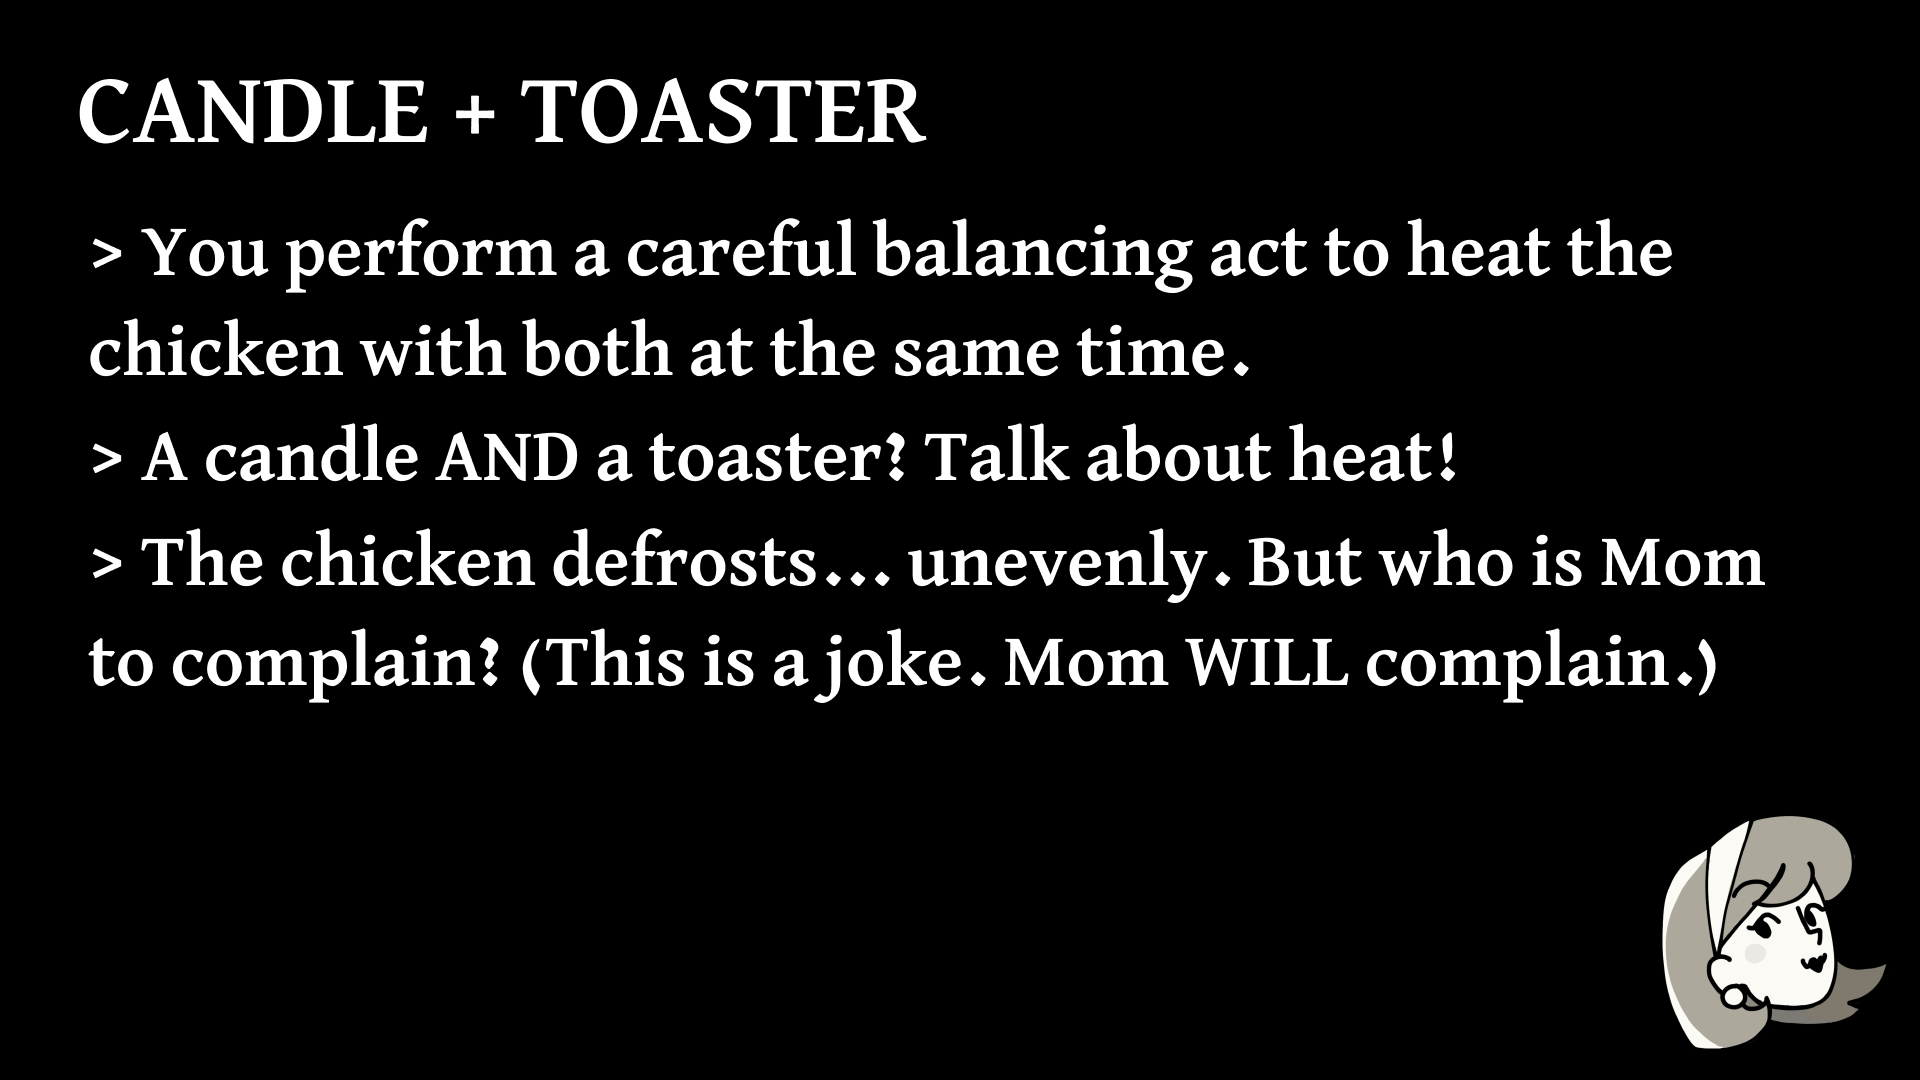 CANDLE + TOASTER
> You perform a careful balancing act to heat the
chicken with both at the same time.
> A candle AND a toaster? Talk about heat!
> The chicken defrosts... unevenly. But who is Mom
to complain? (This is a joke. Mom WILL complain.)